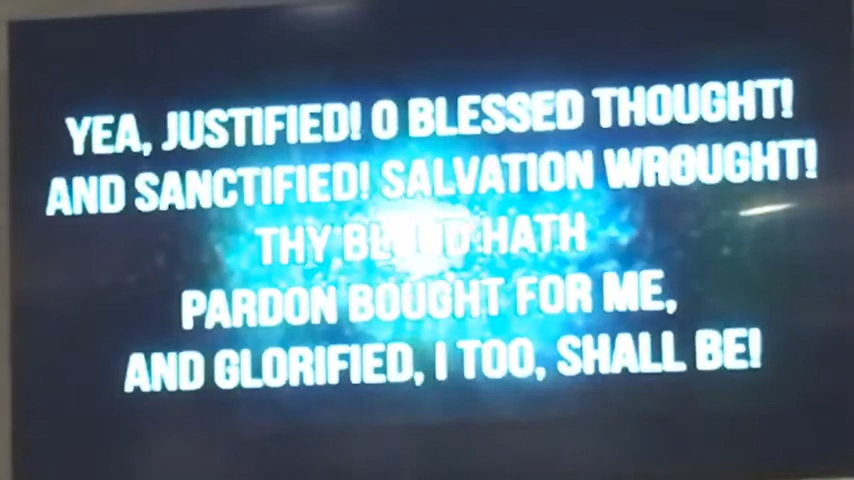 YEA, JUSTIFIED! O BLESSED THOUGHT!
AND SANCTIFIED! SALVATION WROUGHT!
THY BLOOD HATH
PARDON BOUGHT FOR ME,
AND GLORIFIED, I TOO, SHALL BE!